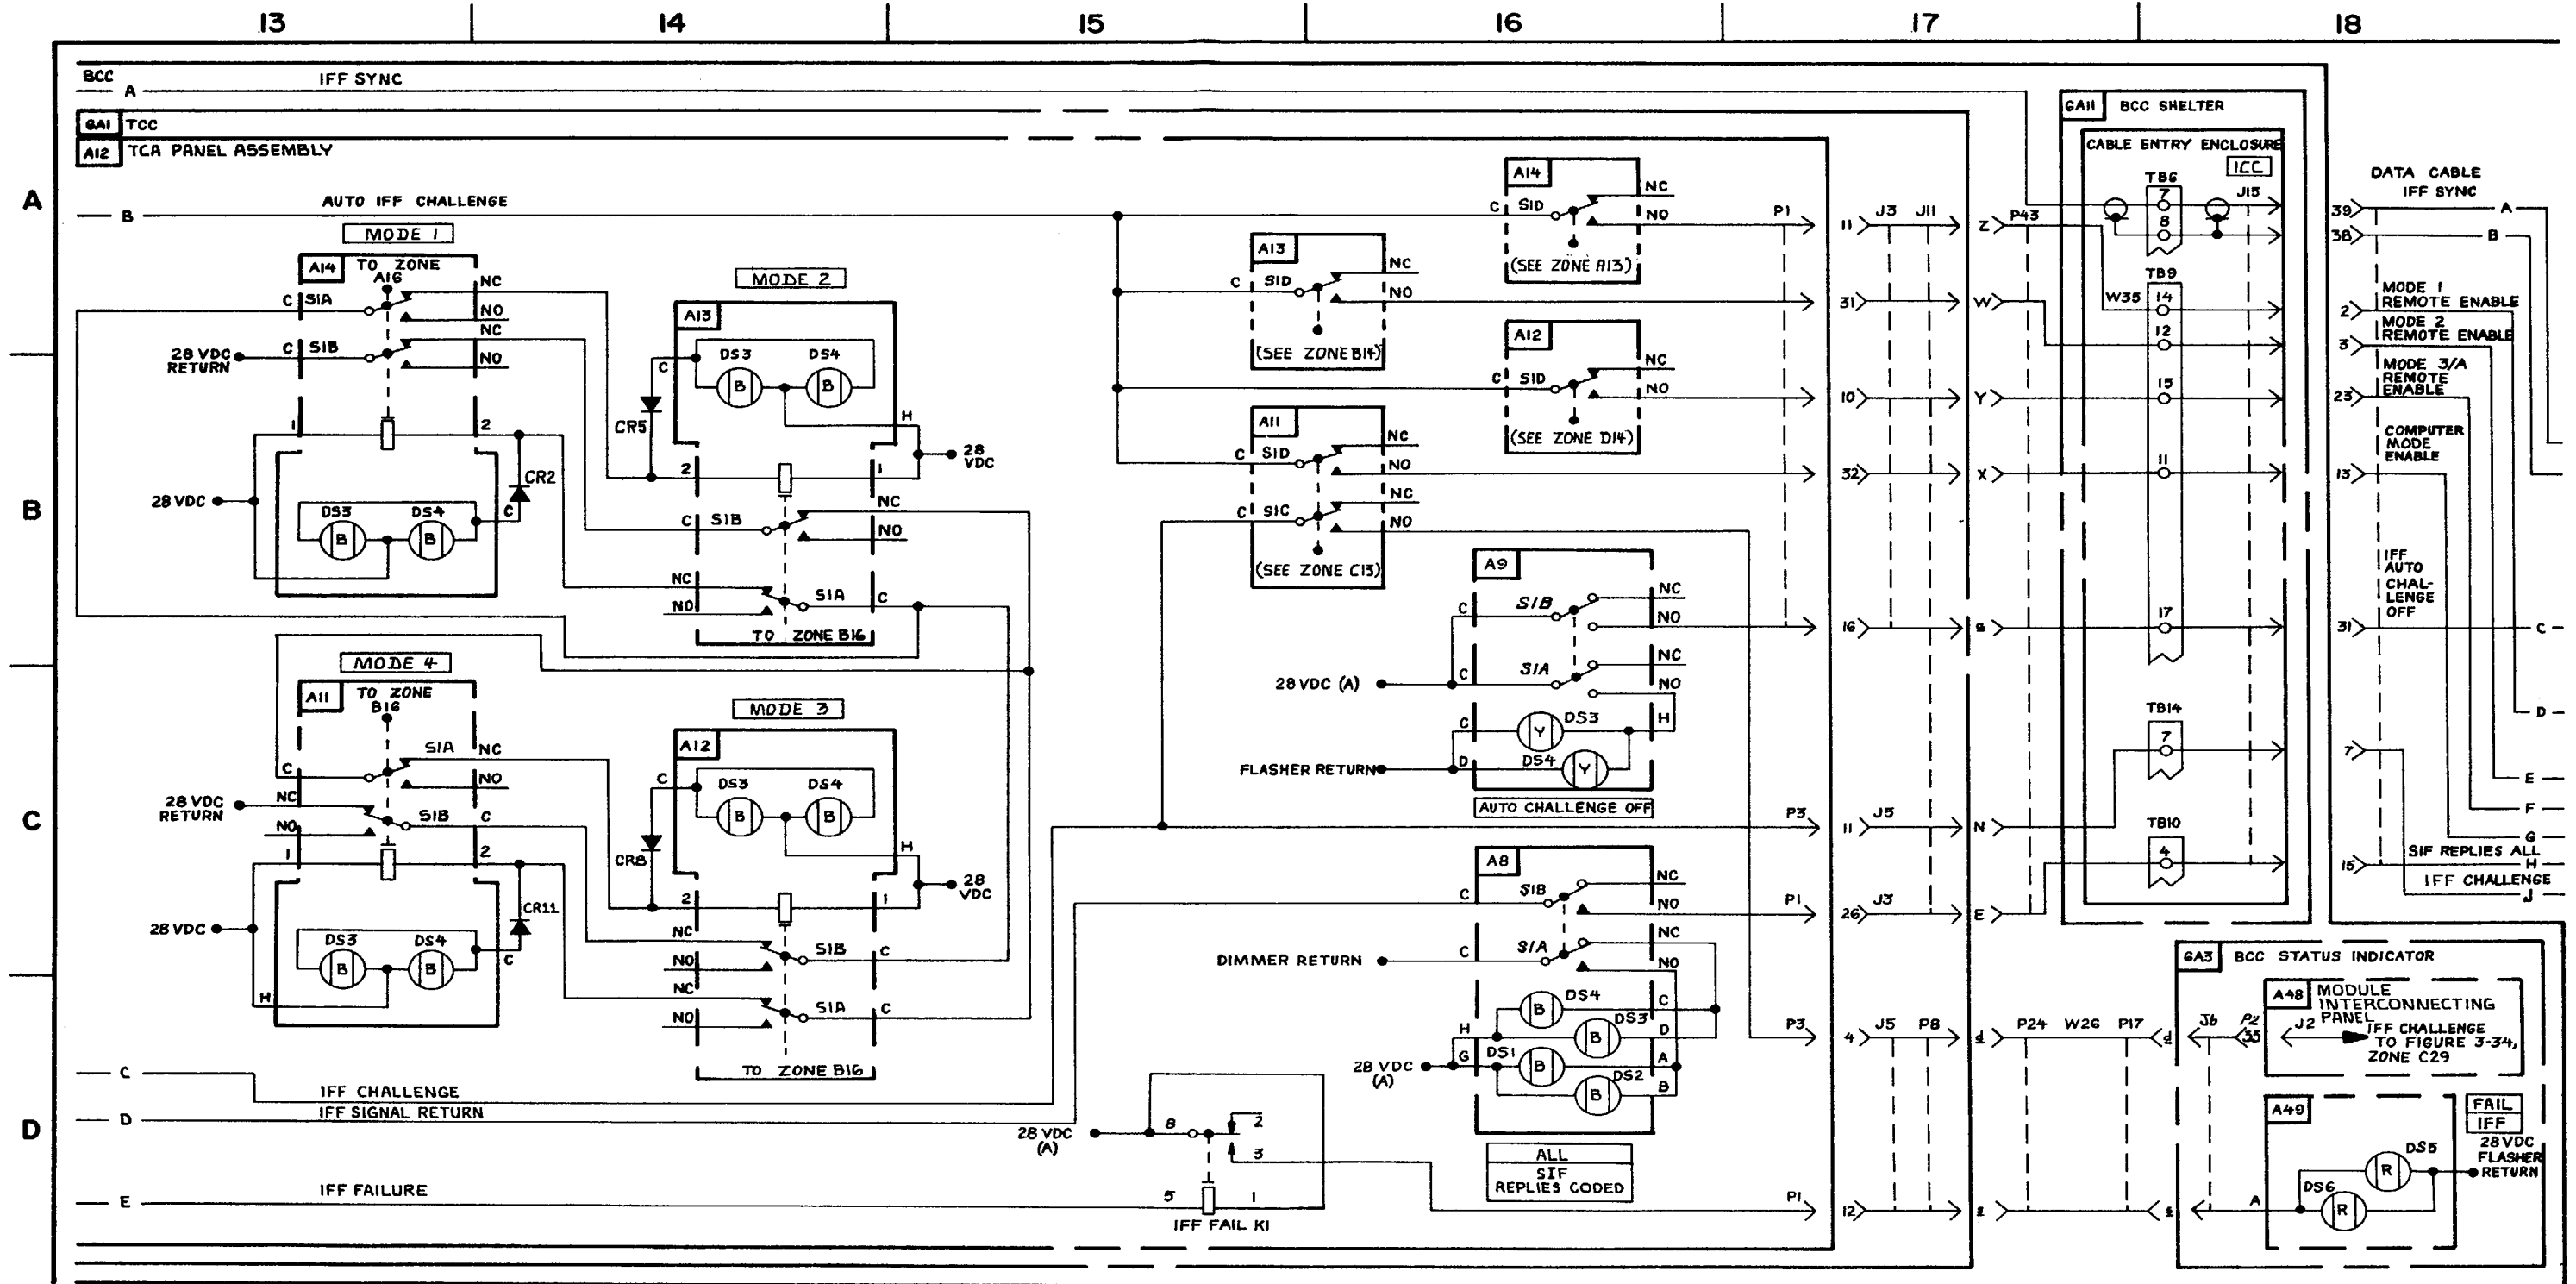 13 14 15 16 17 18
A
B
C
D
BCC
A IFF SYNC
6A1 TCC
A12 TCA PANEL ASSEMBLY
B AUTO IFF CHALLENGE
MODE 1
A14 TO ZONE
A16
C S1A NC
NO
28 VDC
RETURN
C S1B NC
NO
1 2
CR2
28 VDC
DS3 DS4
B B
C
MODE 2
A13
DS3 DS4
B B
C
CR5
H
28
VDC
2 1
C S1B NC
NO
NC
NO
S1A C
TO ZONE B16
MODE 4
A11 TO ZONE
B16
C S1A NC
NO
28 VDC
RETURN
NC
NO
S1B C
1 2
CR11
28 VDC
DS3 DS4
B B
C
H
MODE 3
A12
DS3 DS4
B B
C
CR8
H
28
VDC
2 1
NC
NO
S1B C
NC
NO
S1A C
TO ZONE B16
C IFF CHALLENGE
D IFF SIGNAL RETURN
E IFF FAILURE
28 VDC
(A)
8 2
3
5 1
IFF FAIL K1
A14
C S1D NC
NO
(SEE ZONE A13)
A13
C S1D NC
NO
(SEE ZONE B14)
A12
C S1D NC
NO
(SEE ZONE D14)
A11
C S1D NC
NO
C S1C NC
NO
(SEE ZONE C13)
A9
C S1B NC
NO
28 VDC (A)
C S1A NC
NO
C DS3 H
Y
FLASHER RETURN
D DS4
Y
AUTO CHALLENGE OFF
A8
C S1B NC
NO
DIMMER RETURN
C S1A NC
NO
B DS4 C
H B DS3 D
28 VDC
(A)
G DS1 B A
B DS2 B
ALL
SIF
REPLIES CODED
P1 11 J3 J11 Z P43
31 W
10 Y
32 X
16 a
P3 11 J5 N
P1 26 J3 E
P3 4 J5 P8 d P24 W26 P17 d
P1 12 e e
6A11 BCC SHELTER
CABLE ENTRY ENCLOSURE
ICC
TB6
7 J15
8
TB9
W35 14
12
15
11
17
TB14
7
TB10
4
DATA CABLE
IFF SYNC
39 A
38 B
MODE 1
2 REMOTE ENABLE
MODE 2
3 REMOTE ENABLE
MODE 3/A
REMOTE
23 ENABLE
COMPUTER
MODE
ENABLE
13
IFF
AUTO
CHAL-
LENGE
OFF
31 C
D
7
E
F
G
SIF REPLIES ALL
15 H
IFF CHALLENGE
J
6A3 BCC STATUS INDICATOR
A48 MODULE
INTERCONNECTING
PANEL
J6 P2 33 J2
IFF CHALLENGE
TO FIGURE 3-34,
ZONE C29
A49
FAIL
IFF
28 VDC
FLASHER
RETURN
DS5
R
A DS6
R